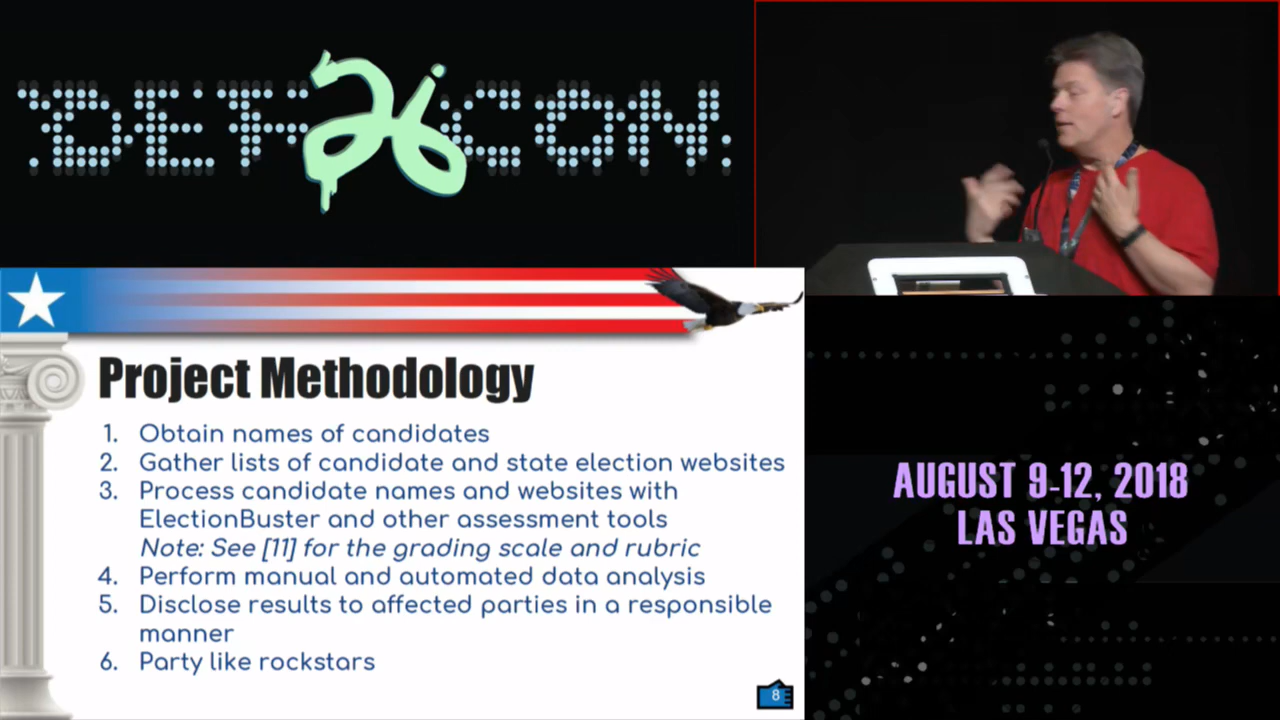 DEF 26 CON
Project Methodology
1. Obtain names of candidates
2. Gather lists of candidate and state election websites
3. Process candidate names and websites with
ElectionBuster and other assessment tools
Note: See [11] for the grading scale and rubric
4. Perform manual and automated data analysis
5. Disclose results to affected parties in a responsible
manner
6. Party like rockstars
8
AUGUST 9-12, 2018
LAS VEGAS